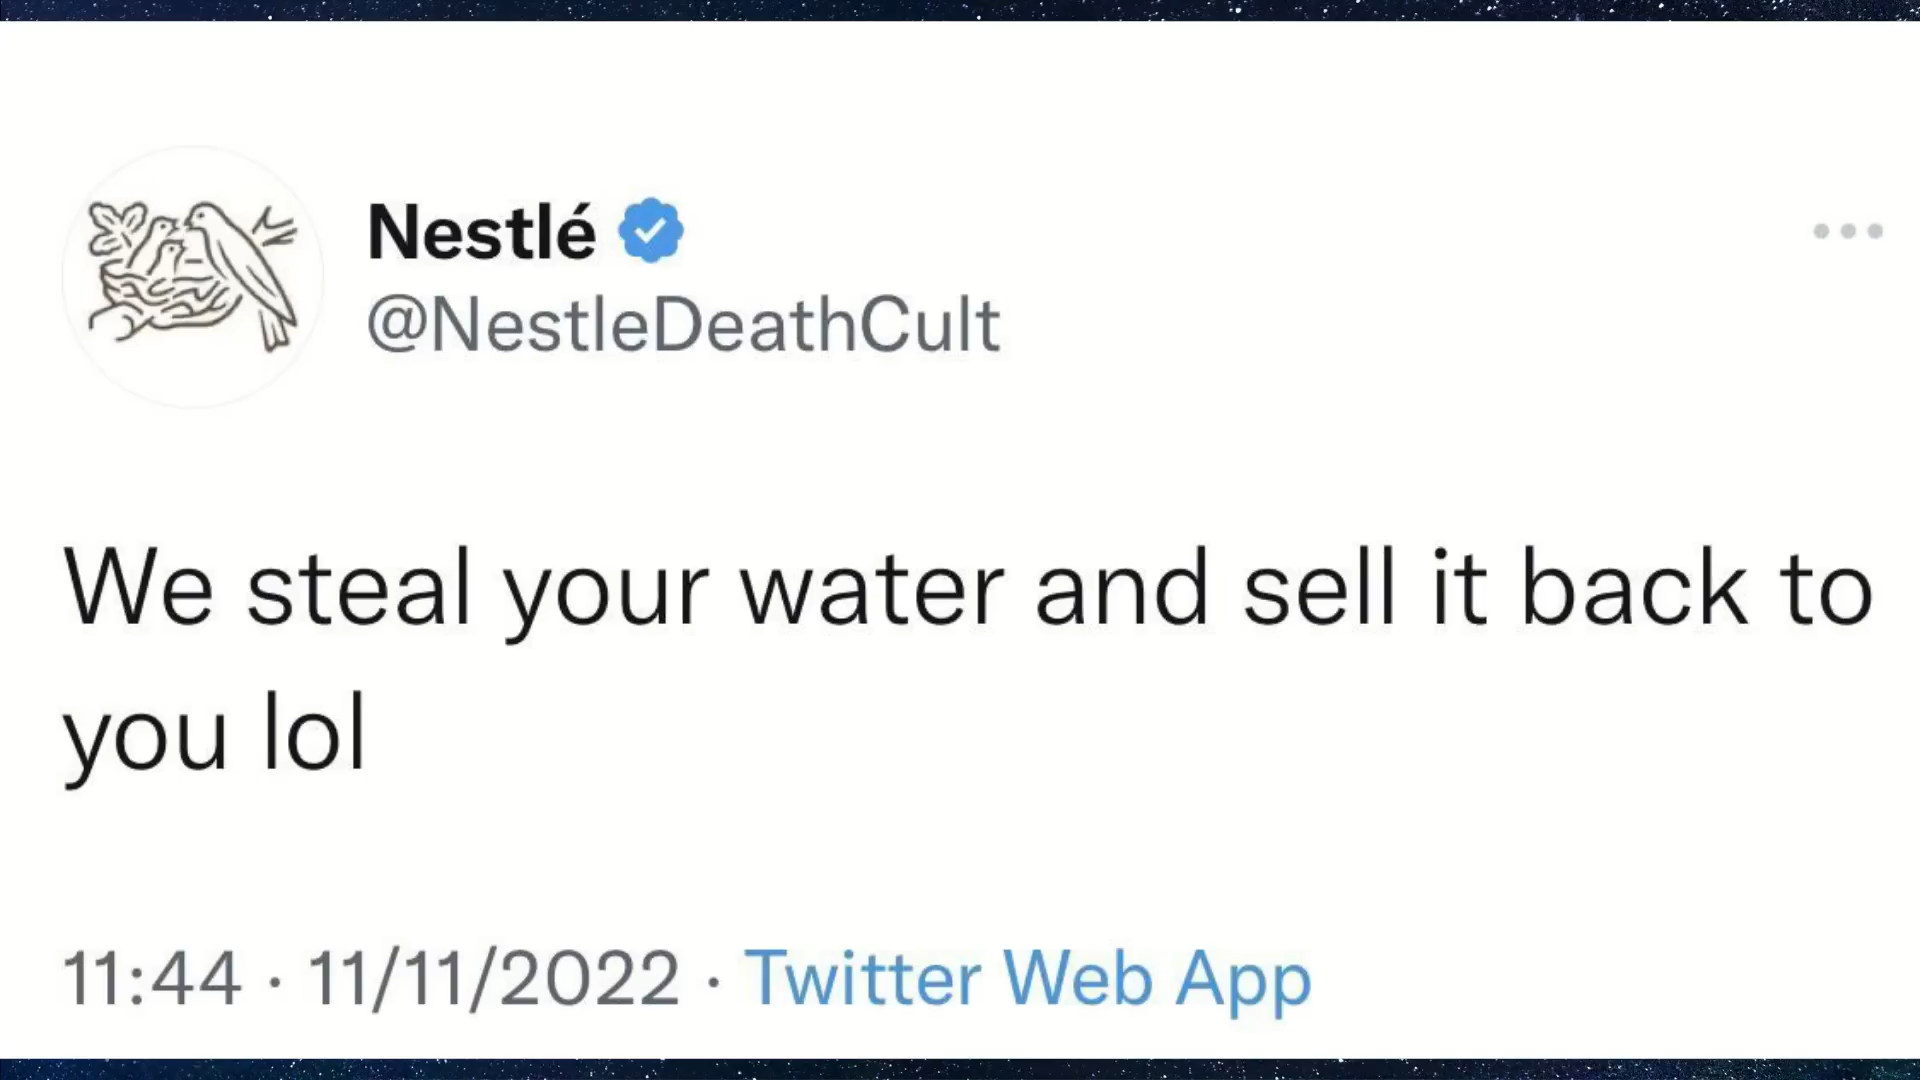 Nestlé
@NestleDeathCult
We steal your water and sell it back to
you lol
11:44 · 11/11/2022 · Twitter Web App